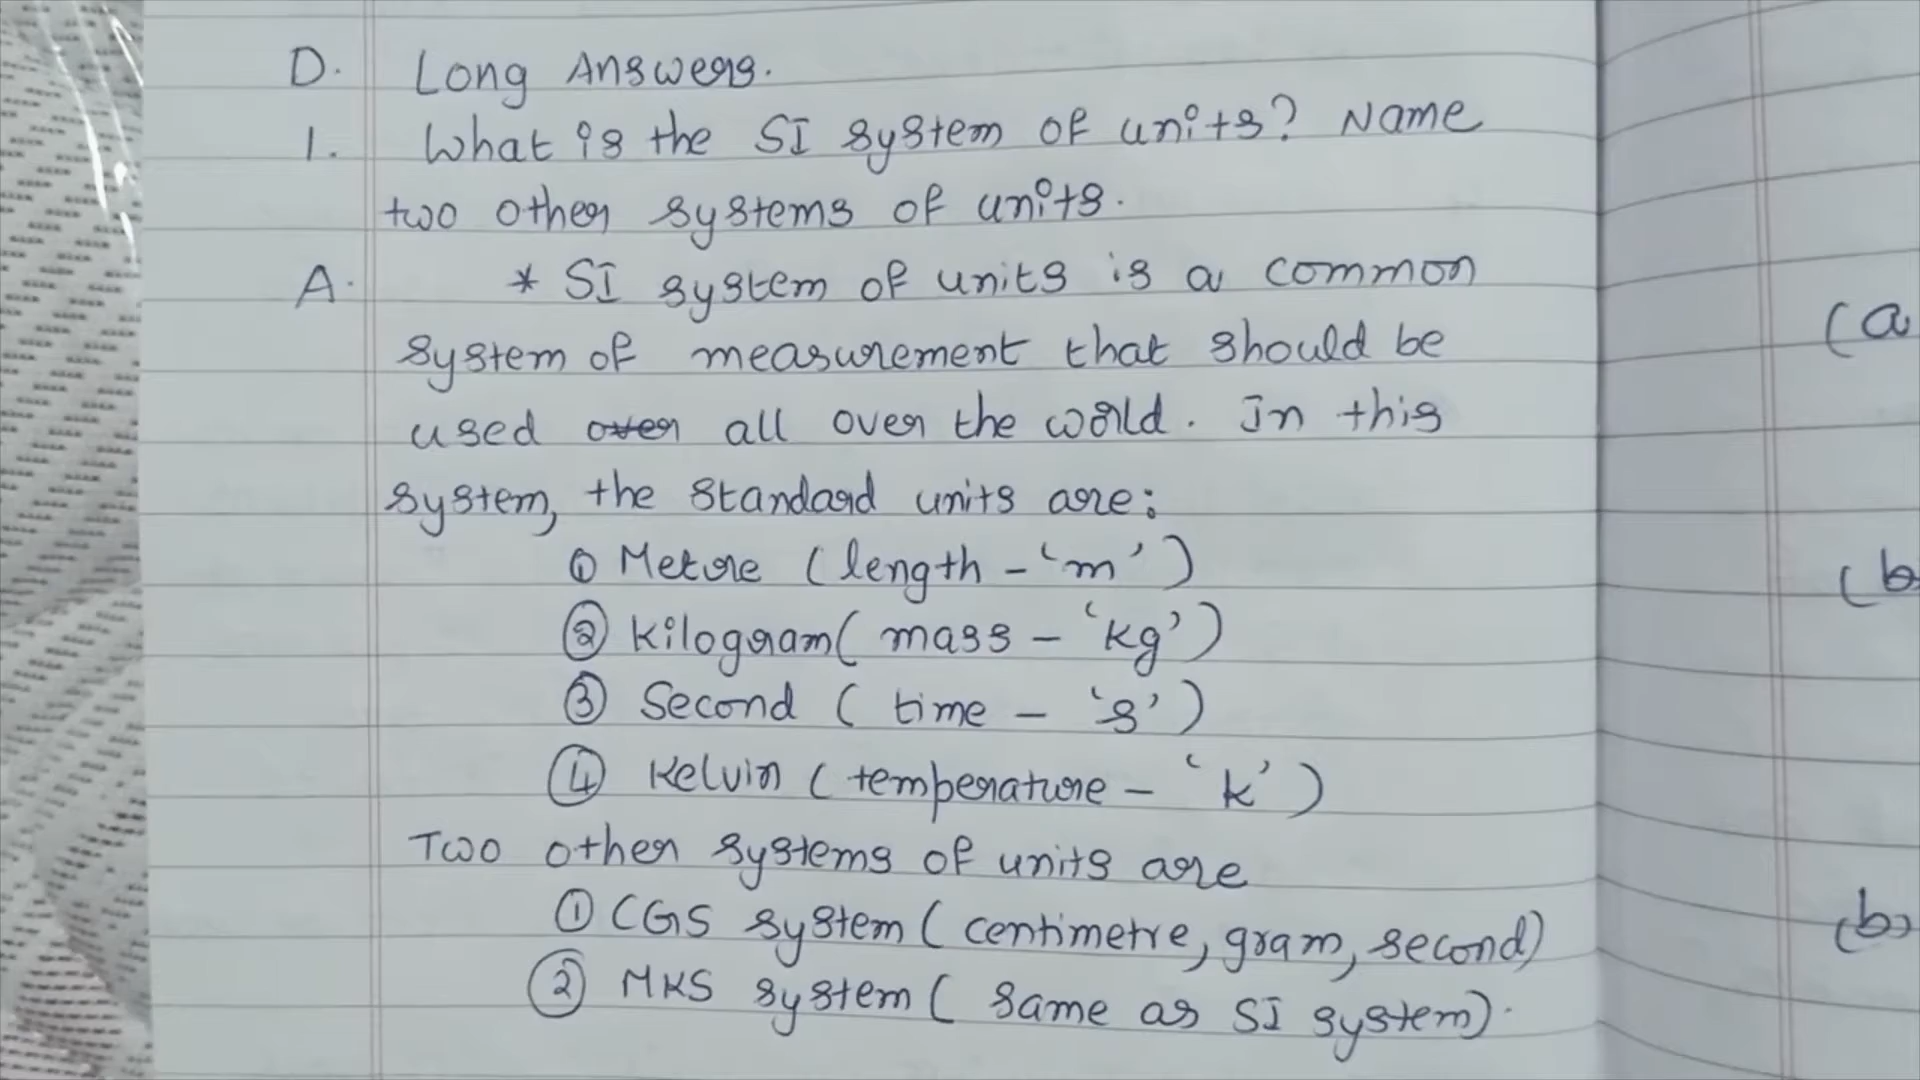 D. Long Answers.
1. What is the SI system of units? Name
two other systems of units.
A. * SI system of units is a common
system of measurement that should be
used over all over the world. In this
system, the standard units are:
① Metre (length - 'm')
② Kilogram (mass - 'kg')
③ Second (time - 's')
④ Kelvin (temperature - 'k')
Two other systems of units are
① CGS system (centimetre, gram, second)
② MKS system (same as SI system).
(a
(b
(b)